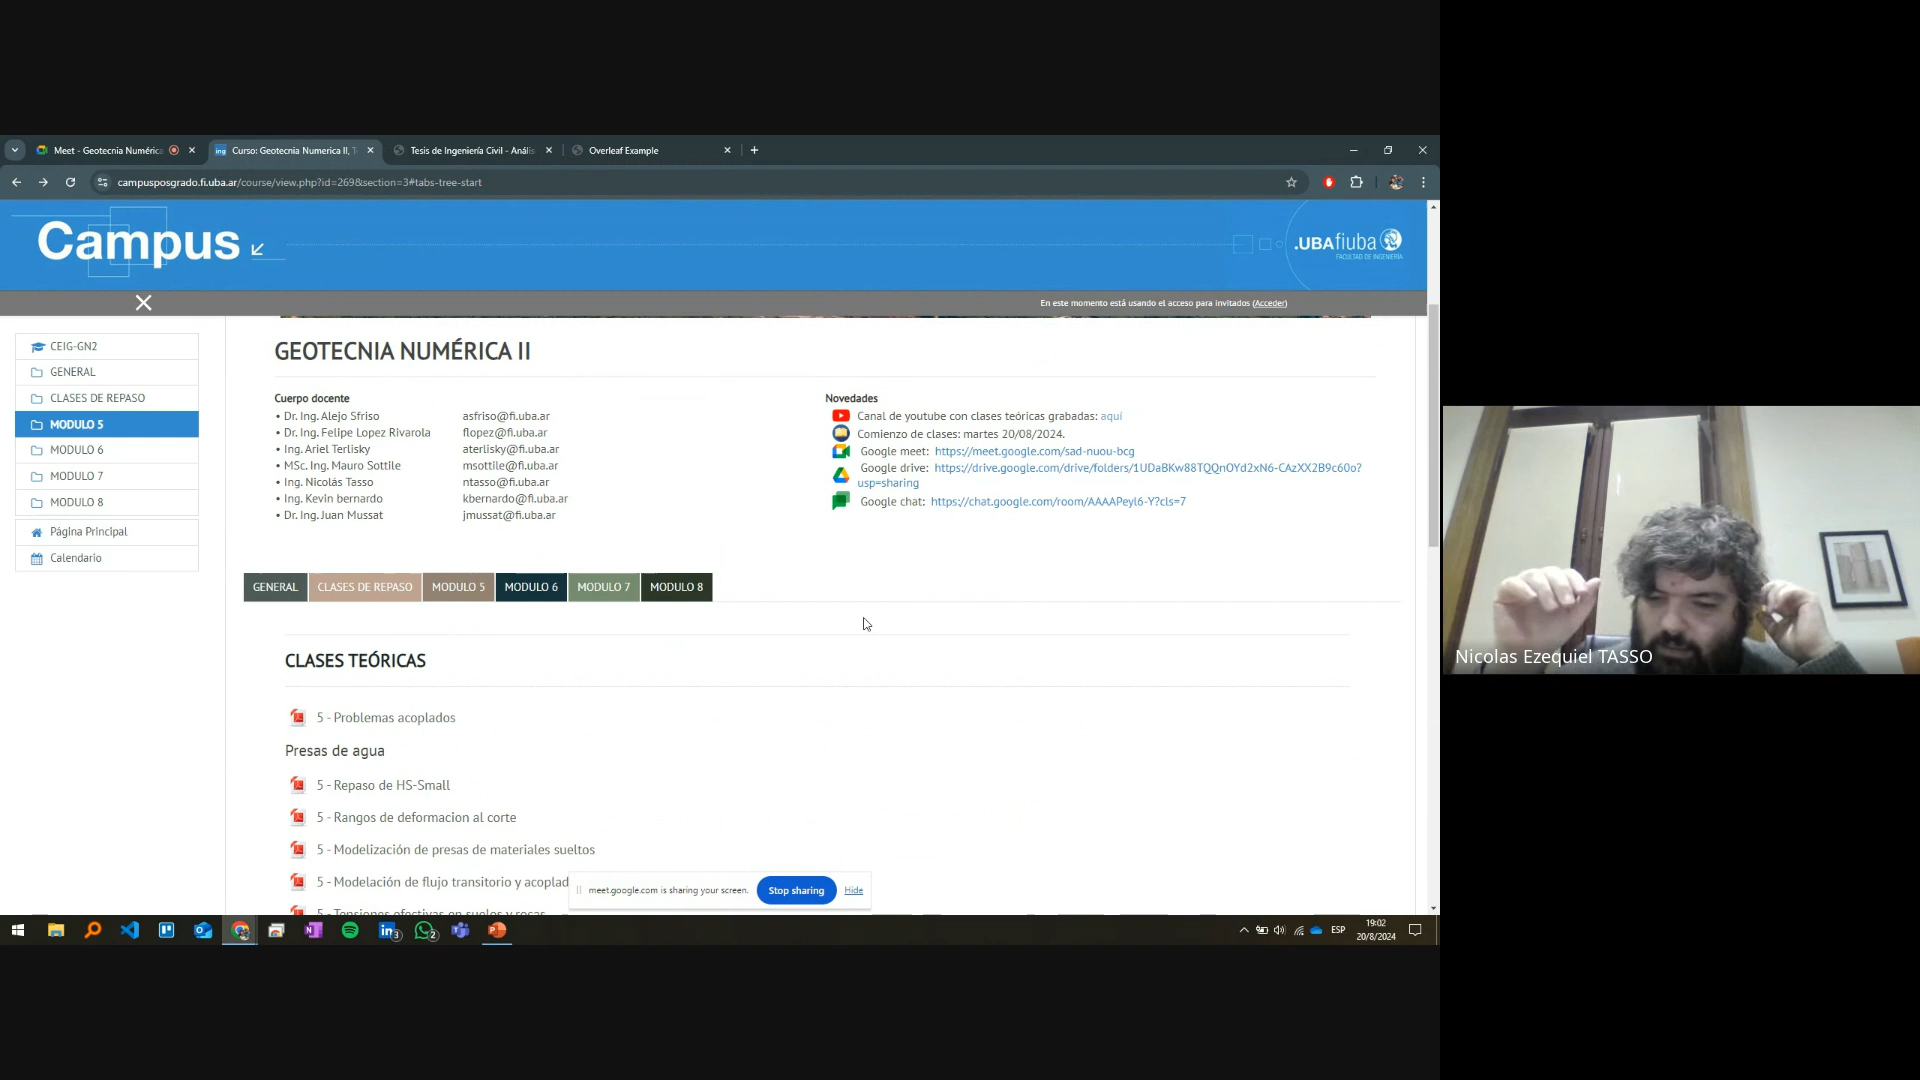 Meet - Geotecnia Numéric
Curso: Geotecnia Numerica II, T
Tesis de Ingeniería Civil - Anális
Overleaf Example
campusposgrado.fi.uba.ar/course/view.php?id=269&section=3#tabs-tree-start
Campus
.UBAfiuba
FACULTAD DE INGENIERÍA
En este momento está usando el acceso para invitados (Acceder)
CEIG-GN2
GENERAL
CLASES DE REPASO
MODULO 5
MODULO 6
MODULO 7
MODULO 8
Página Principal
Calendario
GEOTECNIA NUMÉRICA II
Cuerpo docente
• Dr. Ing. Alejo Sfriso asfriso@fi.uba.ar
• Dr. Ing. Felipe Lopez Rivarola flopez@fi.uba.ar
• Ing. Ariel Terlisky aterlisky@fi.uba.ar
• MSc. Ing. Mauro Sottile msottile@fi.uba.ar
• Ing. Nicolás Tasso ntasso@fi.uba.ar
• Ing. Kevin bernardo kbernardo@fi.uba.ar
• Dr. Ing. Juan Mussat jmussat@fi.uba.ar
Novedades
Canal de youtube con clases teóricas grabadas: aquí
Comienzo de clases: martes 20/08/2024.
Google meet: https://meet.google.com/sad-nuou-bcg
Google drive: https://drive.google.com/drive/folders/1UDaBKw88TQQnOYd2xN6-CAzXX2B9c60o?
usp=sharing
Google chat: https://chat.google.com/room/AAAAPeyl6-Y?cls=7
GENERAL CLASES DE REPASO MODULO 5 MODULO 6 MODULO 7 MODULO 8
CLASES TEÓRICAS
5 - Problemas acoplados
Presas de agua
5 - Repaso de HS-Small
5 - Rangos de deformacion al corte
5 - Modelización de presas de materiales sueltos
5 - Modelación de flujo transitorio y acoplad
5 - Tensiones efectivas en suelos y rocas
meet.google.com is sharing your screen. Stop sharing Hide
ESP
19:02
20/8/2024
Nicolas Ezequiel TASSO